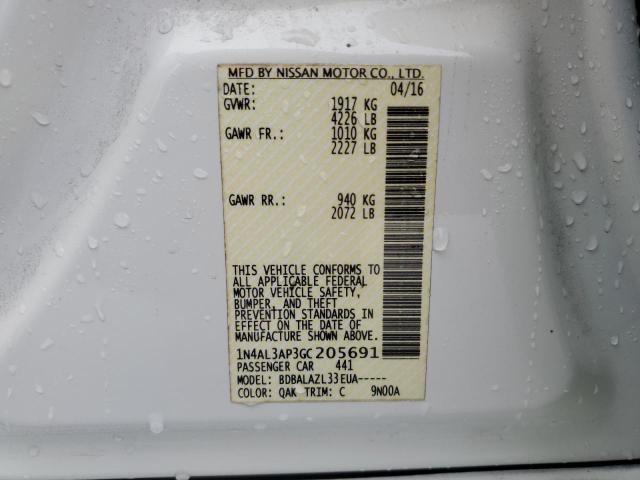 MFD BY NISSAN MOTOR CO., LTD.
DATE: 04/16
GVWR: 1917 KG
4226 LB
GAWR FR.: 1010 KG
2227 LB
GAWR RR.: 940 KG
2072 LB
THIS VEHICLE CONFORMS TO
ALL APPLICABLE FEDERAL
MOTOR VEHICLE SAFETY,
BUMPER, AND THEFT
PREVENTION STANDARDS IN
EFFECT ON THE DATE OF
MANUFACTURE SHOWN ABOVE.
1N4AL3AP3GC205691
PASSENGER CAR 441
MODEL: BDBALAZL33EUA-----
COLOR: QAK TRIM: C 9N00A